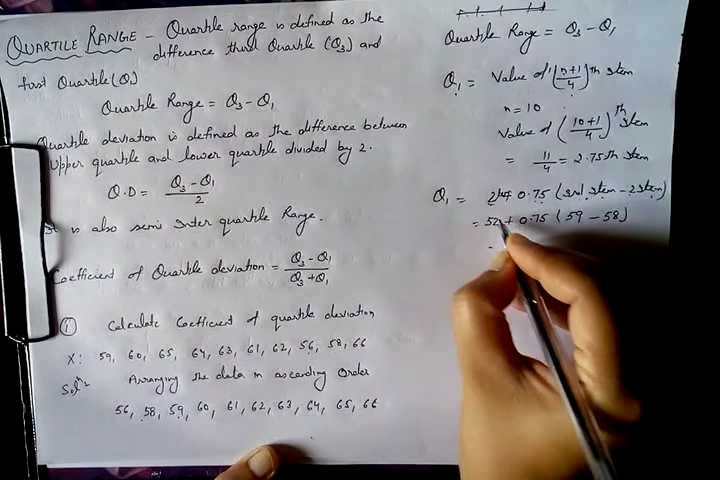 QUARTILE RANGE - Quartile range is defined as the
difference third Quartile (Q3) and
first Quartile (Q1)
Quartile Range = Q3 - Q1
Quartile deviation is defined as the difference between
Upper quartile and lower quartile divided by 2.
Q.D = Q3 - Q1 / 2
It is also semi Inter quartile Range.
Coefficient of Quartile deviation = Q3 - Q1 / Q3 + Q1
① Calculate Coefficient of quartile deviation
X: 59, 60, 65, 64, 63, 61, 62, 56, 58, 66
Arranging the data in ascending Order
56, 58, 59, 60, 61, 62, 63, 64, 65, 66
Quartile Range = Q3 - Q1
Q1 = Value of (n+1 / 4)th item
n = 10
Value of (10+1 / 4)th item
= 11/4 = 2.75th item
Q1 = + 0.75 (3rd item - 2 item)
+ 0.75 (59 - 58)